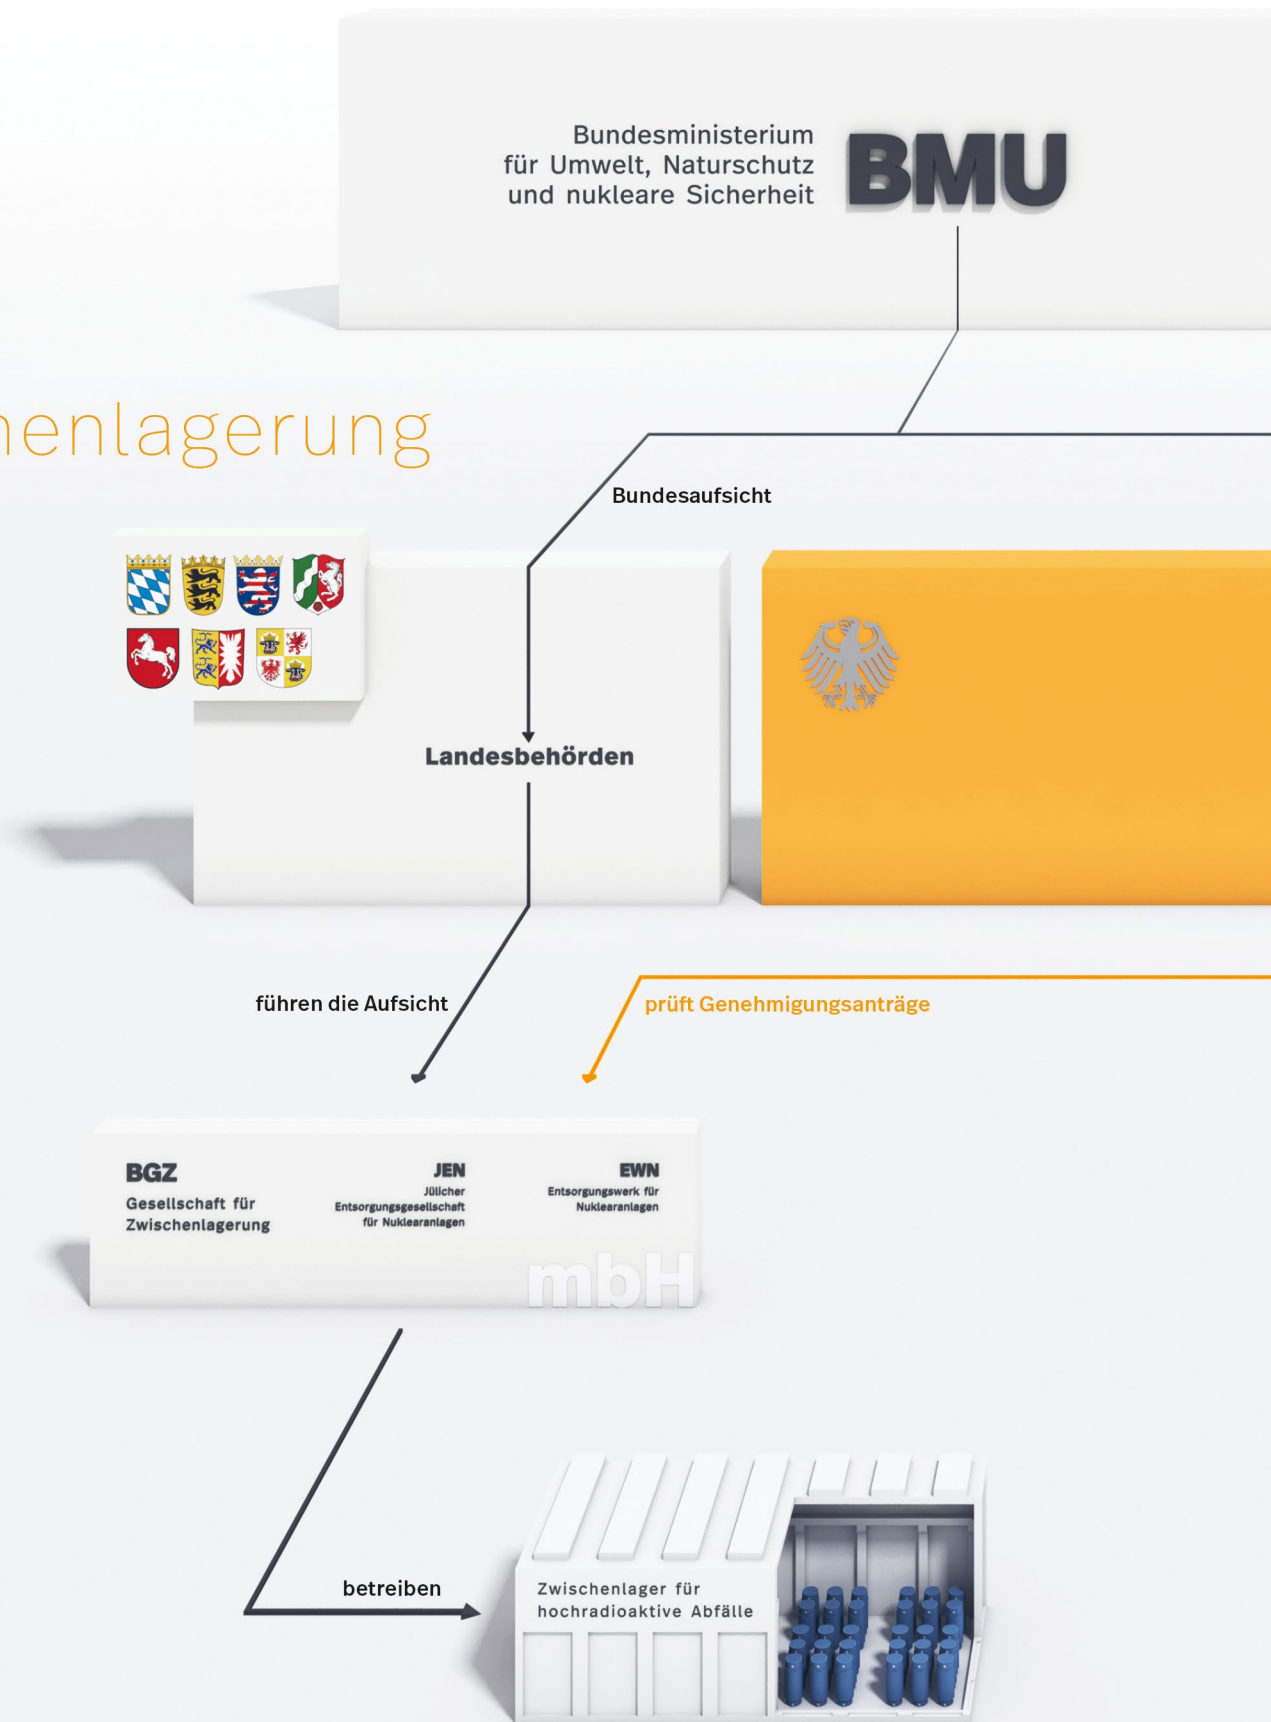 Bundesministerium
für Umwelt, Naturschutz
und nukleare Sicherheit
BMU
henlagerung
Bundesaufsicht
Landesbehörden
führen die Aufsicht
prüft Genehmigungsanträge
BGZ
Gesellschaft für
Zwischenlagerung
JEN
Jülicher
Entsorgungsgesellschaft
für Nuklearanlagen
EWN
Entsorgungswerk für
Nuklearanlagen
mbH
betreiben
Zwischenlager für
hochradioaktive Abfälle